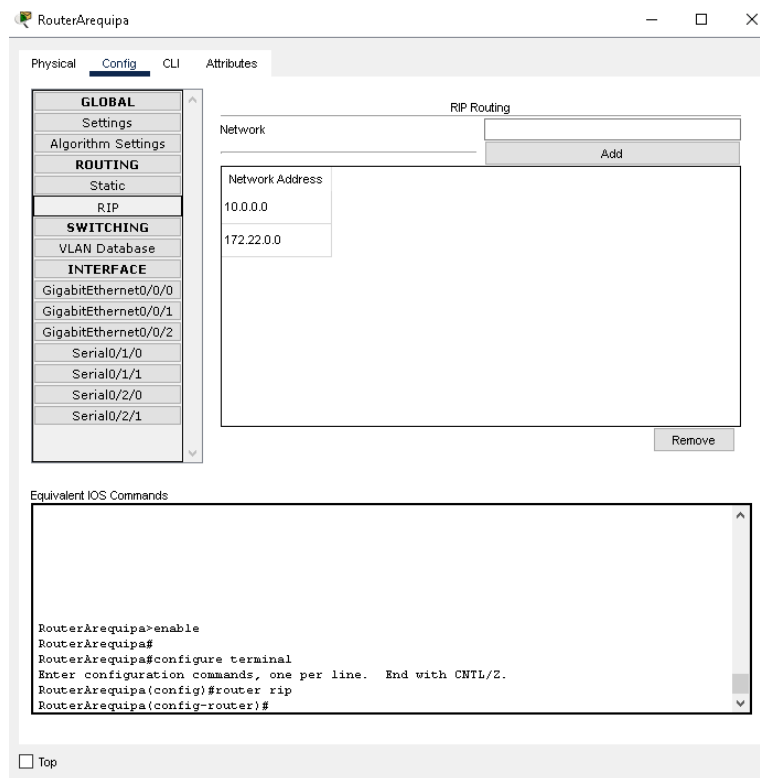 RouterArequipa
Physical Config CLI Attributes
GLOBAL
Settings
Algorithm Settings
ROUTING
Static
RIP
SWITCHING
VLAN Database
INTERFACE
GigabitEthernet0/0/0
GigabitEthernet0/0/1
GigabitEthernet0/0/2
Serial0/1/0
Serial0/1/1
Serial0/2/0
Serial0/2/1
RIP Routing
Network
Add
Network Address
10.0.0.0
172.22.0.0
Remove
Equivalent IOS Commands
RouterArequipa>enable
RouterArequipa#
RouterArequipa#configure terminal
Enter configuration commands, one per line.  End with CNTL/Z.
RouterArequipa(config)#router rip
RouterArequipa(config-router)#
Top